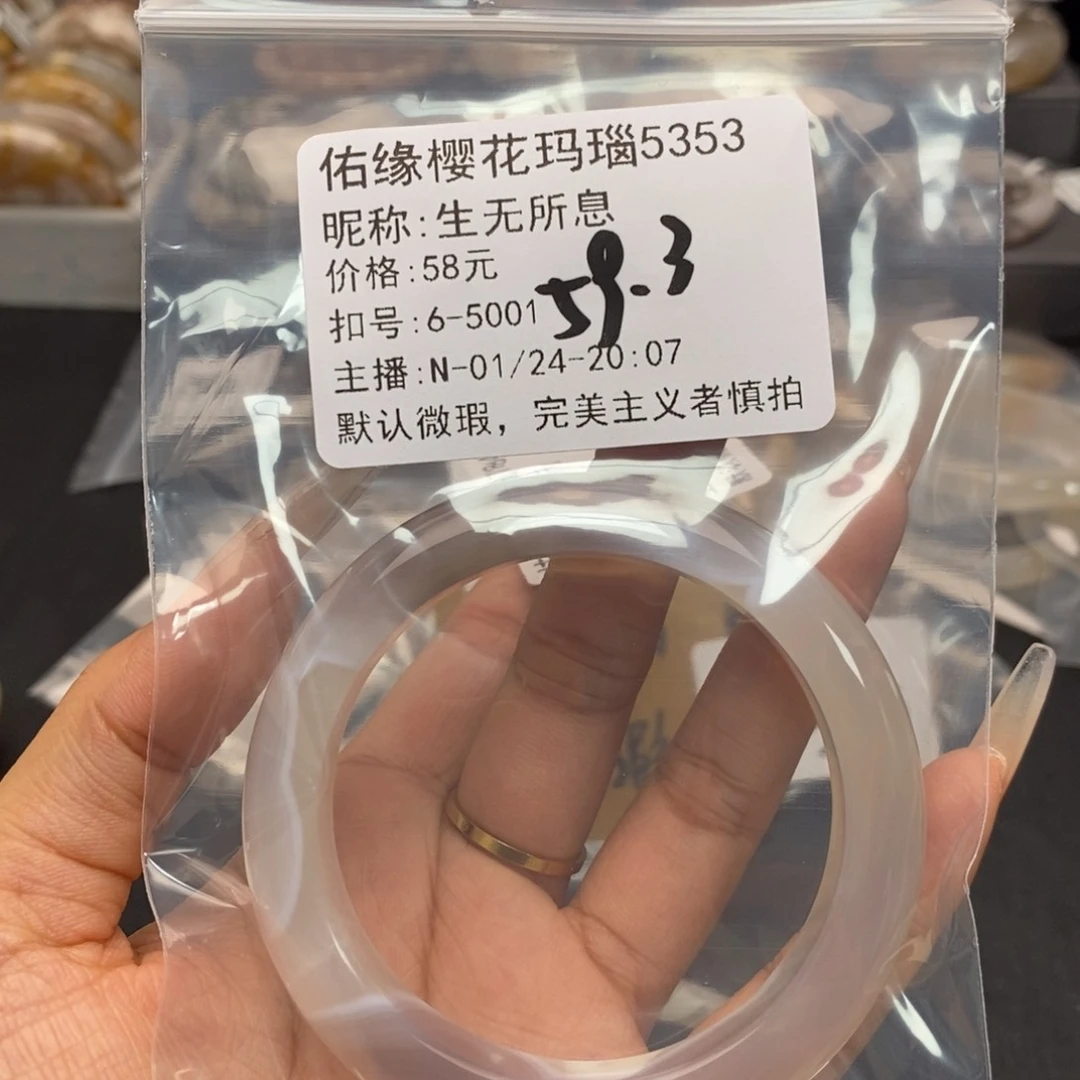 佑缘樱花玛瑙5353
昵称:生无所息
价格:58元
59.3
扣号:6-5001
主播:N-01/24-20:07
默认微瑕，完美主义者慎拍